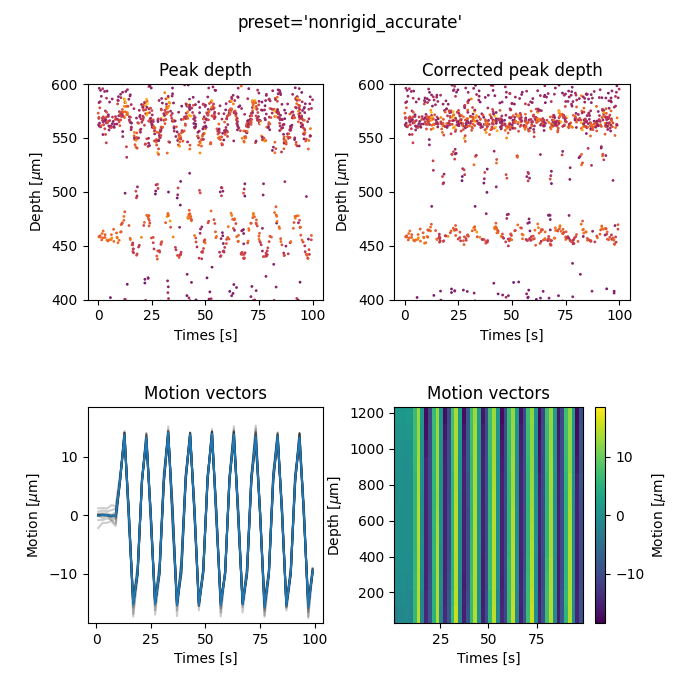 preset='nonrigid_accurate'
Peak depth
Corrected peak depth
600
550
500
450
400
Depth [μm]
0
25
50
75
100
Times [s]
600
550
500
450
400
Depth [μm]
0
25
50
75
100
Times [s]
Motion vectors
Motion vectors
10
0
−10
Motion [μm]
0
25
50
75
100
Times [s]
1200
1000
800
600
400
200
Depth [μm]
25
50
75
Times [s]
10
0
−10
Motion [μm]